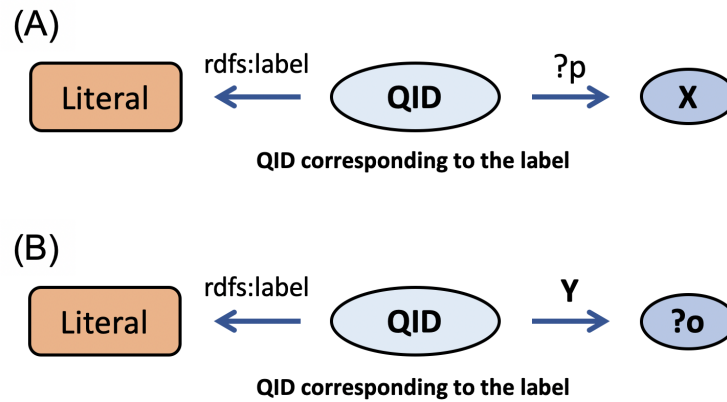 (A)
rdfs:label
?p
Literal
QID
X
QID corresponding to the label
(B)
rdfs:label
Y
Literal
QID
?o
QID corresponding to the label